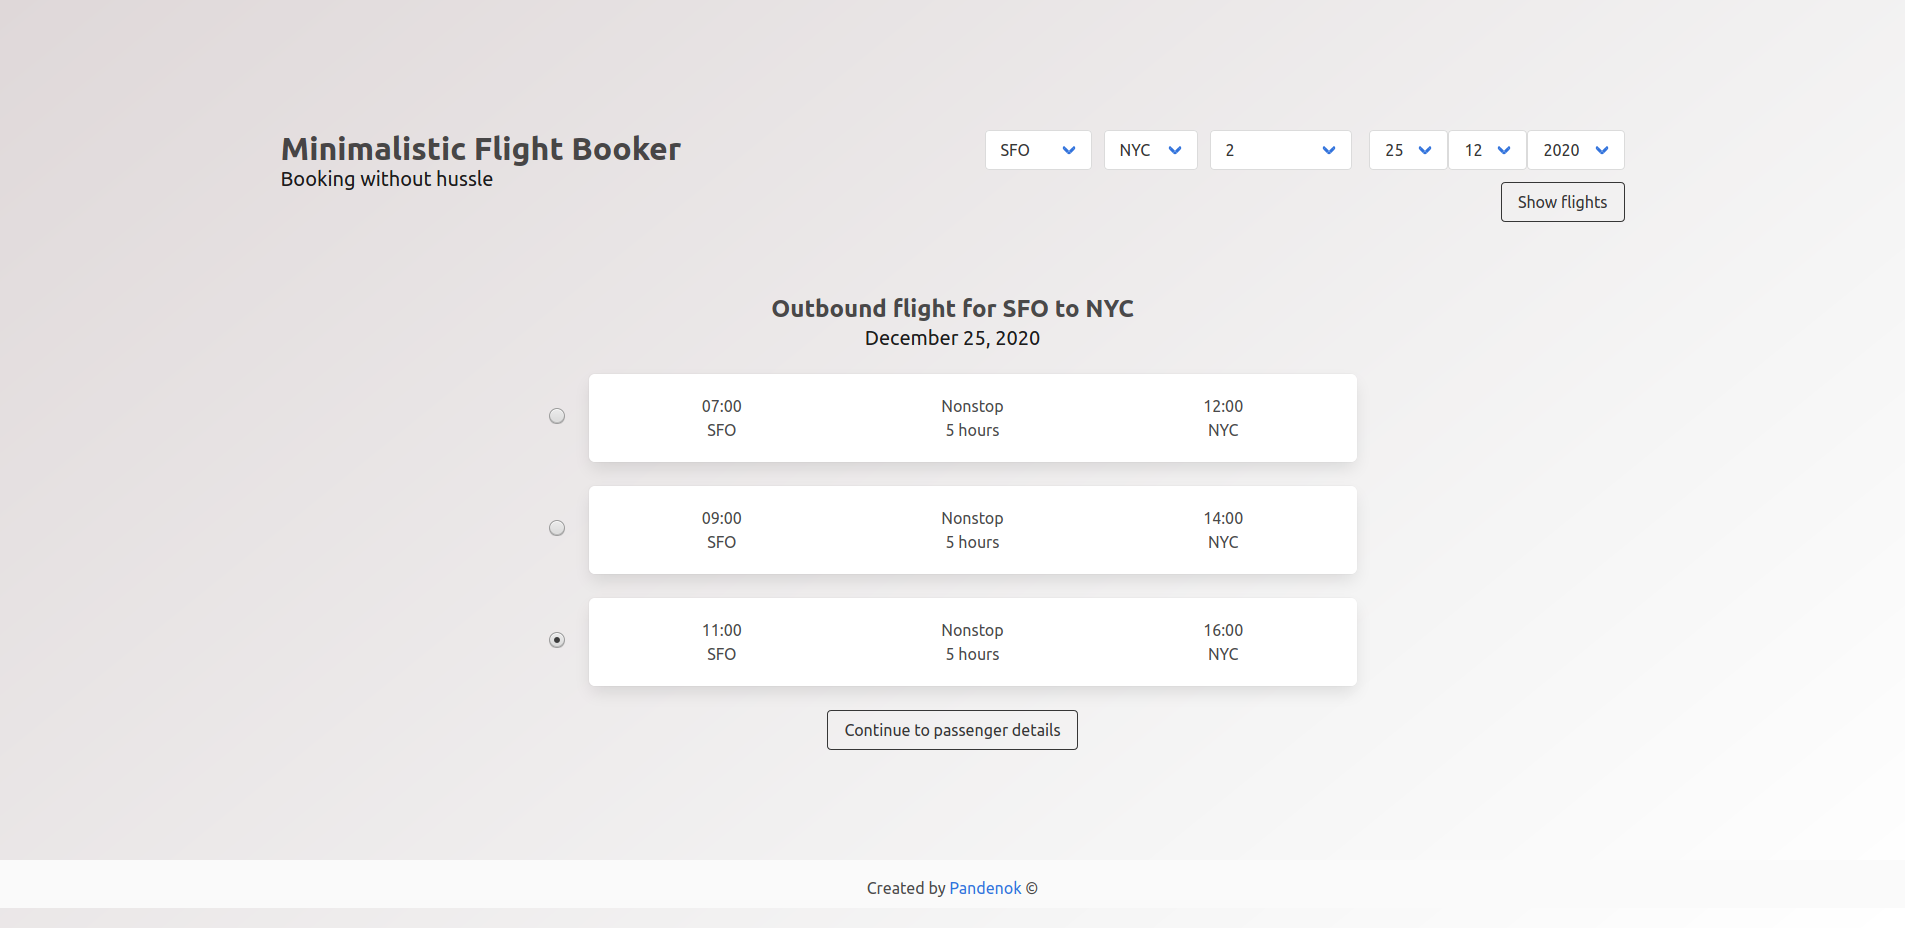 Minimalistic Flight Booker
Booking without hussle
SFO NYC 2 25 12 2020
Show flights
Outbound flight for SFO to NYC
December 25, 2020
07:00 Nonstop 12:00
SFO 5 hours NYC
09:00 Nonstop 14:00
SFO 5 hours NYC
11:00 Nonstop 16:00
SFO 5 hours NYC
Continue to passenger details
Created by Pandenok ©